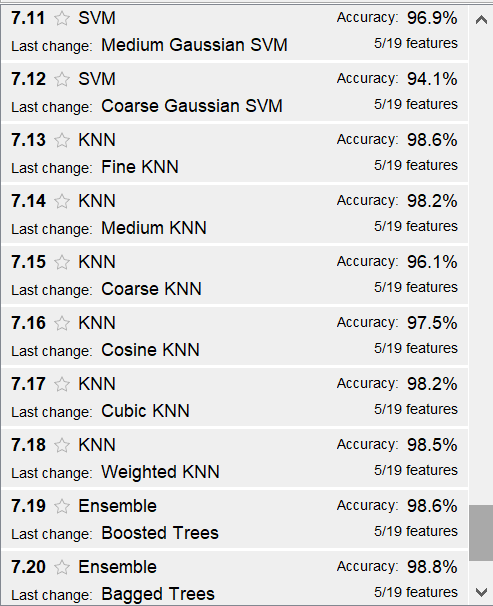 7.11 SVM Accuracy: 96.9%
Last change: Medium Gaussian SVM 5/19 features
7.12 SVM Accuracy: 94.1%
Last change: Coarse Gaussian SVM 5/19 features
7.13 KNN Accuracy: 98.6%
Last change: Fine KNN 5/19 features
7.14 KNN Accuracy: 98.2%
Last change: Medium KNN 5/19 features
7.15 KNN Accuracy: 96.1%
Last change: Coarse KNN 5/19 features
7.16 KNN Accuracy: 97.5%
Last change: Cosine KNN 5/19 features
7.17 KNN Accuracy: 98.2%
Last change: Cubic KNN 5/19 features
7.18 KNN Accuracy: 98.5%
Last change: Weighted KNN 5/19 features
7.19 Ensemble Accuracy: 98.6%
Last change: Boosted Trees 5/19 features
7.20 Ensemble Accuracy: 98.8%
Last change: Bagged Trees 5/19 features